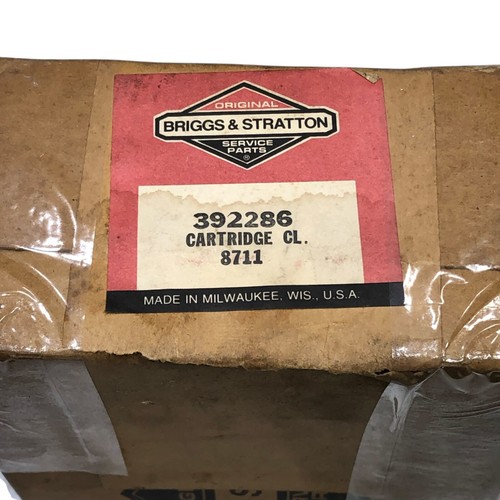 ORIGINAL
BRIGGS & STRATTON
SERVICE
PARTS
®
392286
CARTRIDGE CL.
8711
MADE IN MILWAUKEE, WIS., U.S.A.